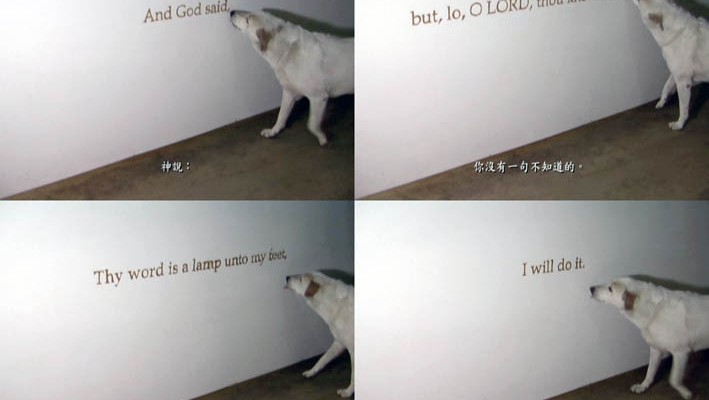 And God said,
神說：
but, lo, O LORD, thou
你沒有一句不知道的。
Thy word is a lamp unto my feet,
I will do it.